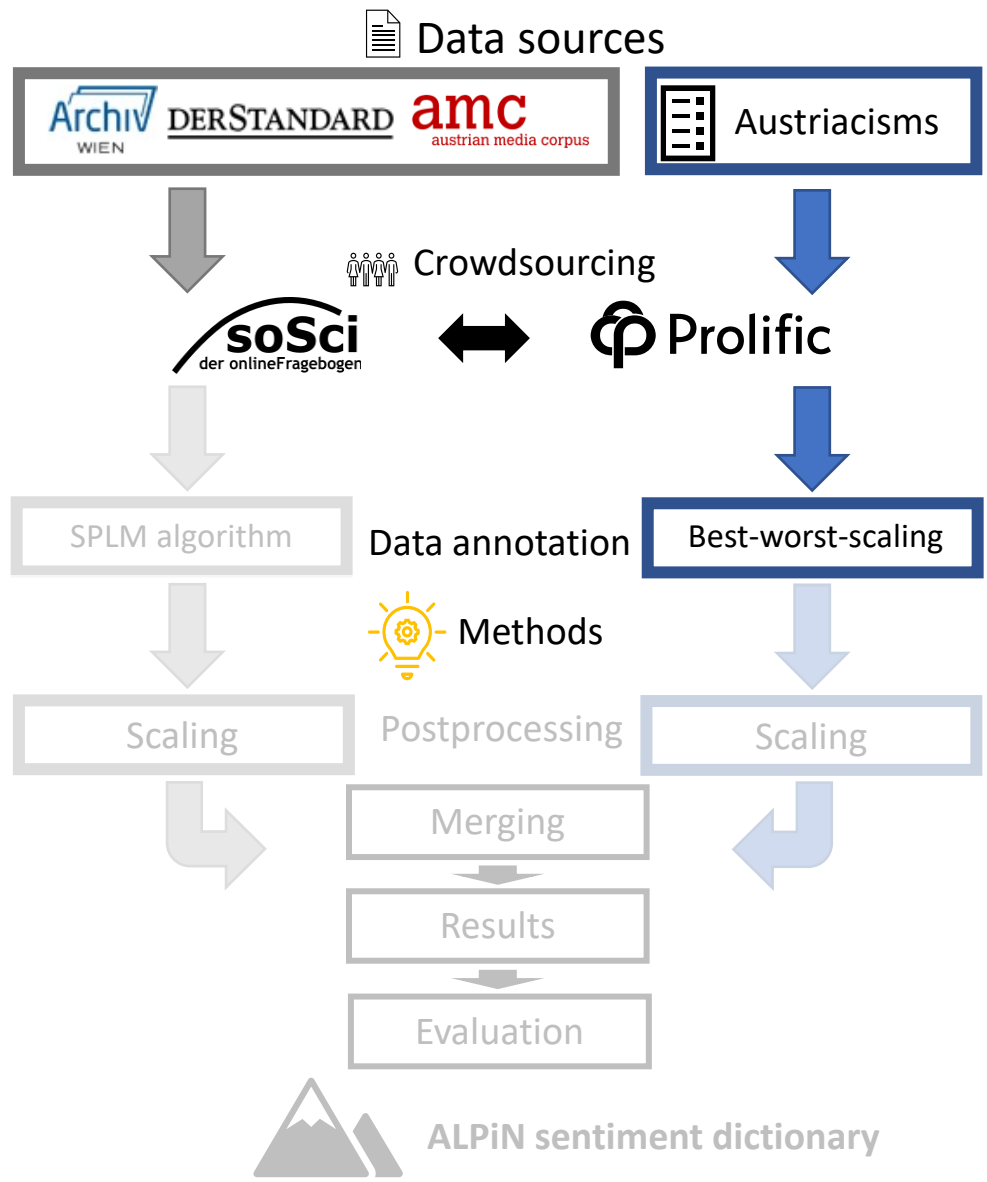 Data sources
Archiv
WIEN
DERSTANDARD
amc
austrian media corpus
Austriacisms
Crowdsourcing
soSci
der onlineFragebogen
Prolific
SPLM algorithm
Data annotation
Best-worst-scaling
Methods
Scaling
Postprocessing
Scaling
Merging
Results
Evaluation
ALPiN sentiment dictionary